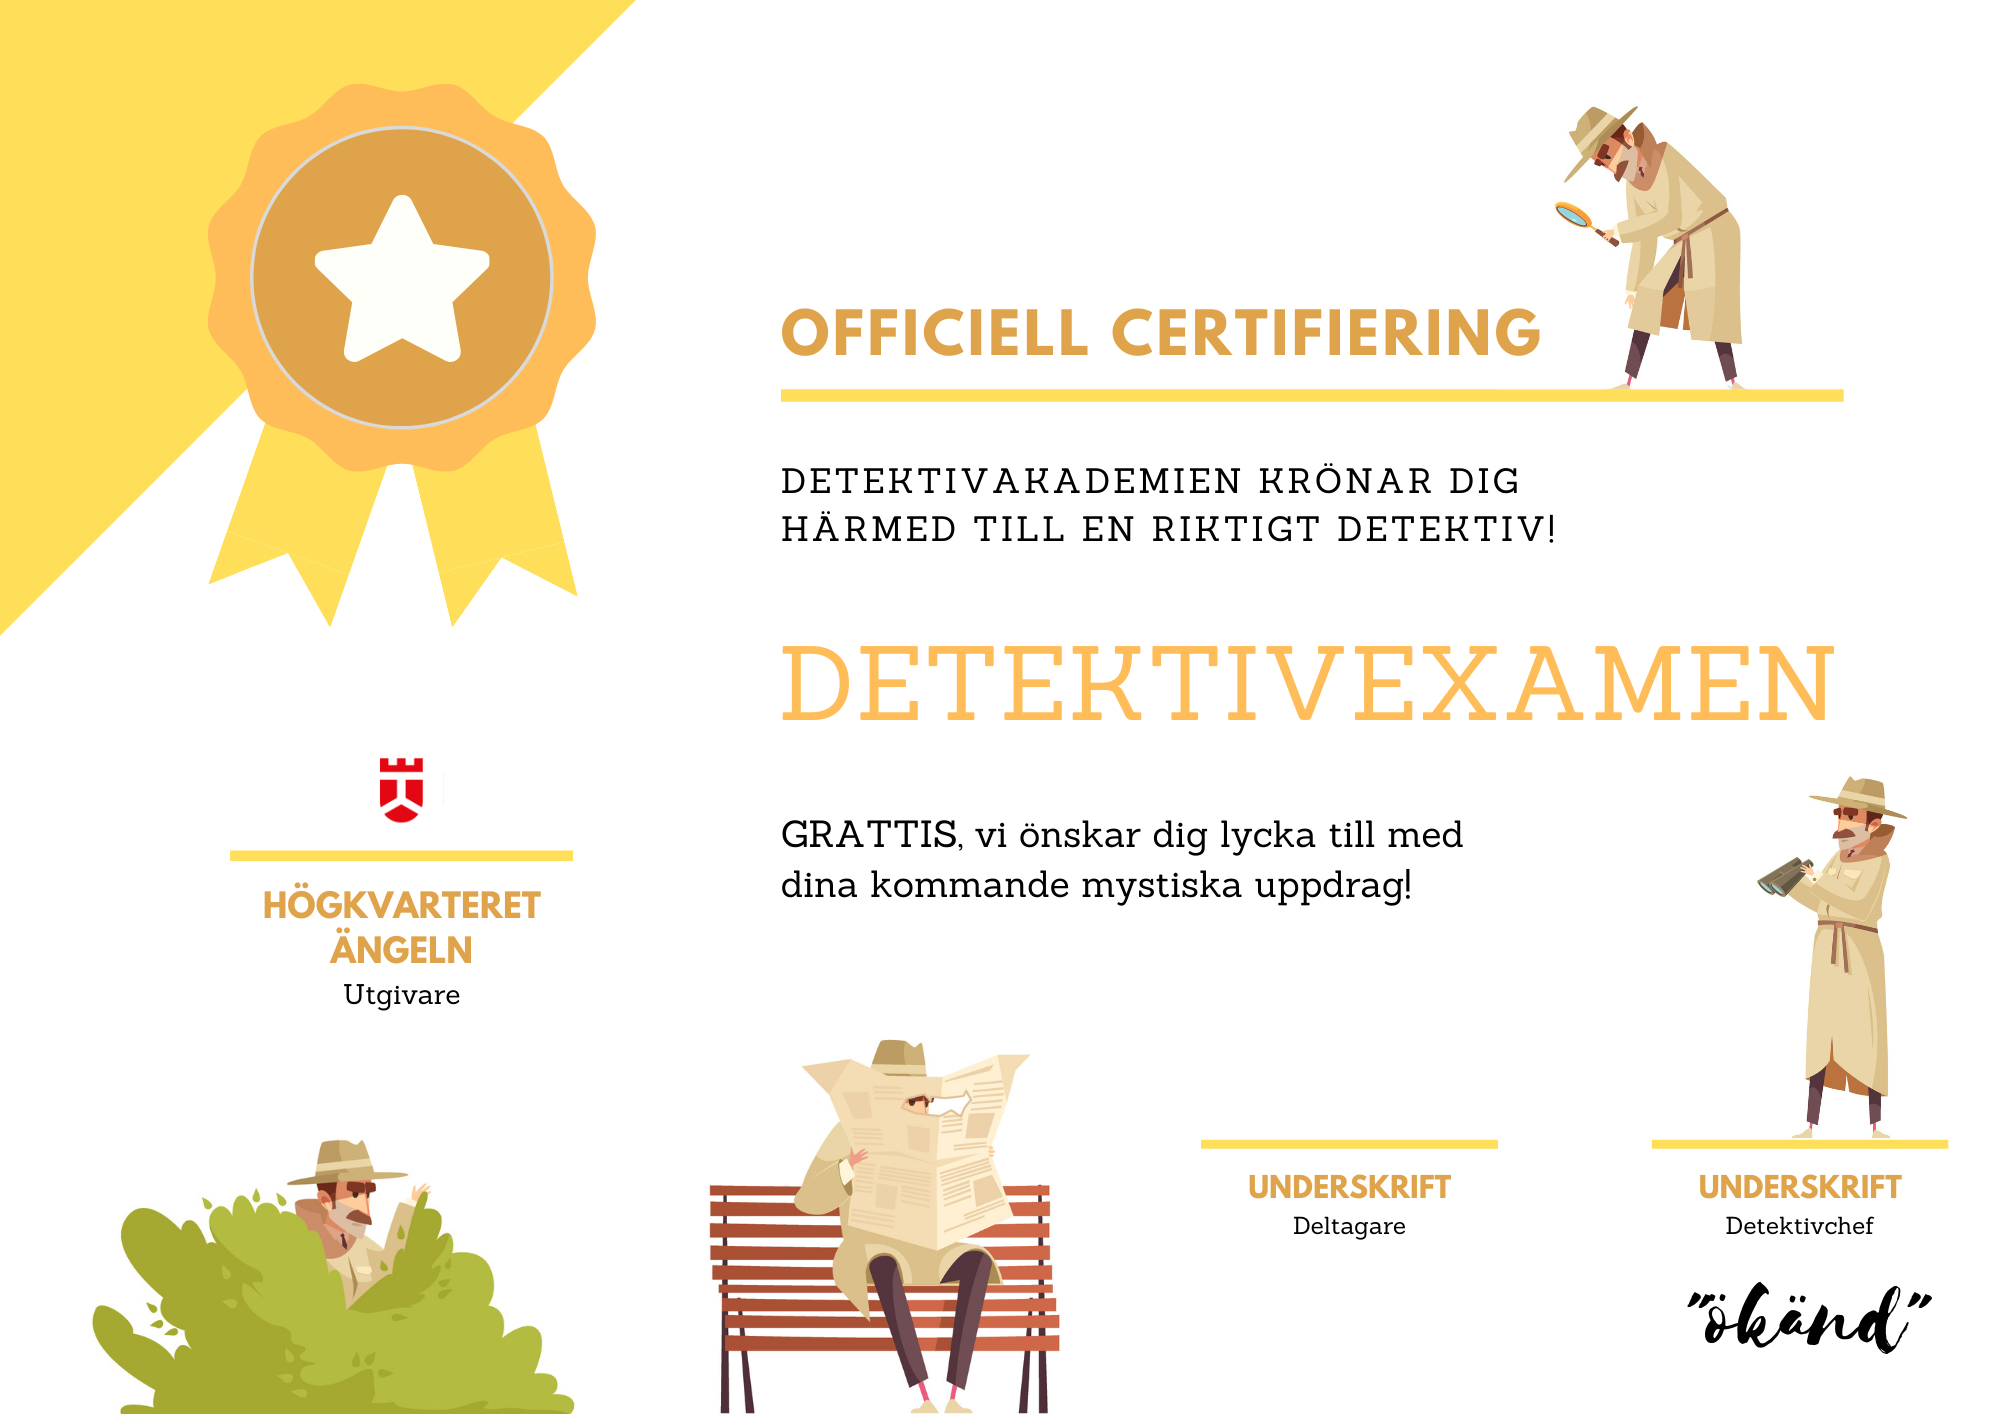 OFFICIELL CERTIFIERING
DETEKTIVAKADEMIEN KRÖNAR DIG
HÄRMED TILL EN RIKTIGT DETEKTIV!
DETEKTIVEXAMEN
GRATTIS, vi önskar dig lycka till med
dina kommande mystiska uppdrag!
HÖGKVARTERET
ÄNGELN
Utgivare
UNDERSKRIFT
Deltagare
UNDERSKRIFT
Detektivchef
"ökänd"